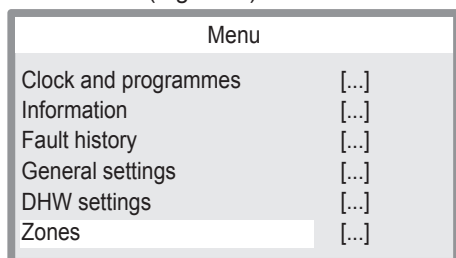 Menu
Clock and programmes [...]
Information [...]
Fault history [...]
General settings [...]
DHW settings [...]
Zones [...]